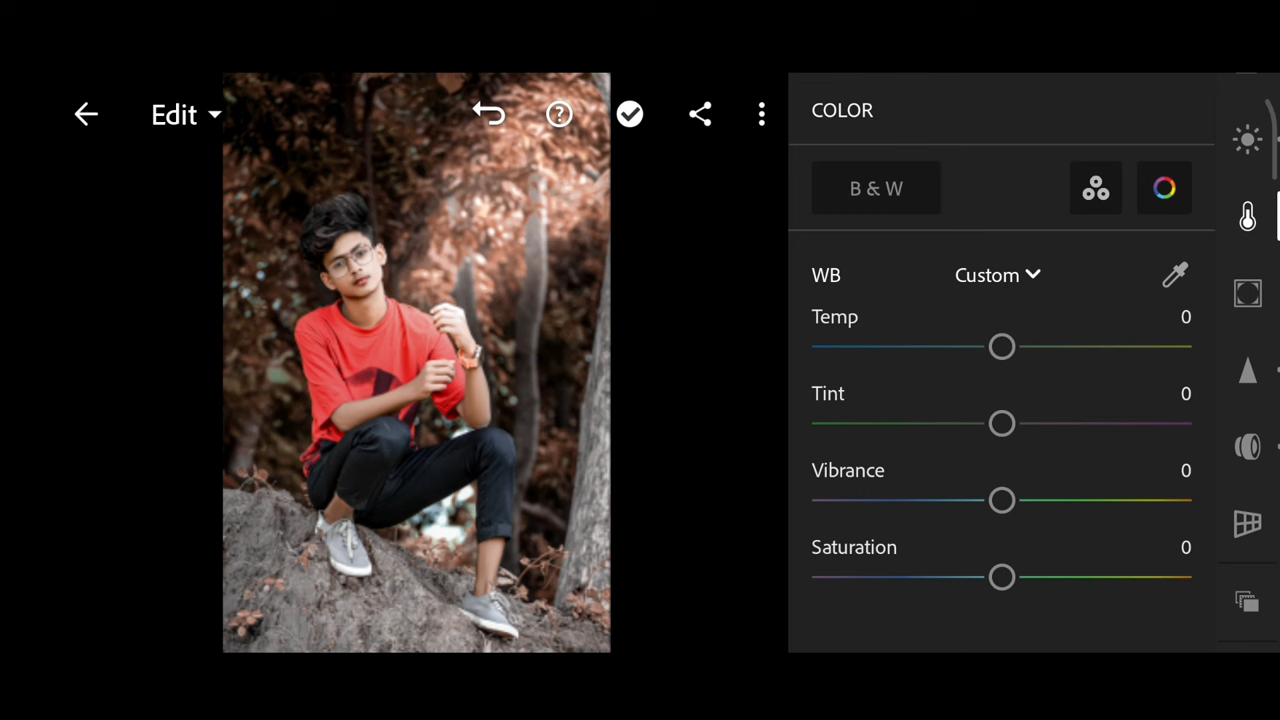 Edit
COLOR
B & W
WB Custom
Temp 0
Tint 0
Vibrance 0
Saturation 0